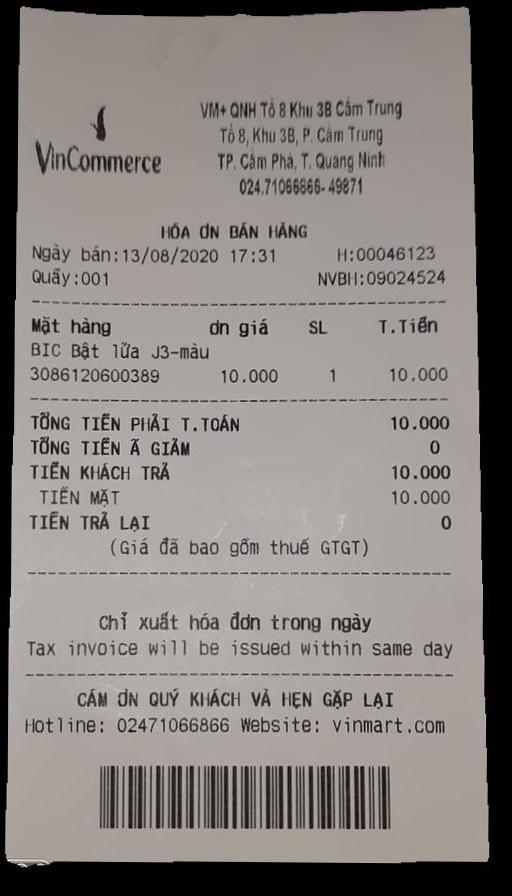 VinCommerce
VM+ QNH Tổ 8 Khu 3B Cẩm Trung
Tổ 8, Khu 3B, P. Cẩm Trung
TP. Cẩm Phả, T. Quảng Ninh
024.71066866-49871
HÓA ƠN BÁN HÀNG
Ngày bán:13/08/2020 17:31 H:00046123
Quầy:001 NVBH:09024524
Mặt hàng ơn giá SL T.Tiền
BIC Bật lửa J3-màu
3086120600389 10.000 1 10.000
TỔNG TIỀN PHẢI T.TOÁN 10.000
TỔNG TIỀN Ã GIẢM 0
TIỀN KHÁCH TRẢ 10.000
TIỀN MẶT 10.000
TIỀN TRẢ LẠI 0
(Giá đã bao gồm thuế GTGT)
Chỉ xuất hóa đơn trong ngày
Tax invoice will be issued within same day
CÁM ƠN QUÝ KHÁCH VÀ HẸN GẶP LẠI
Hotline: 02471066866 Website: vinmart.com